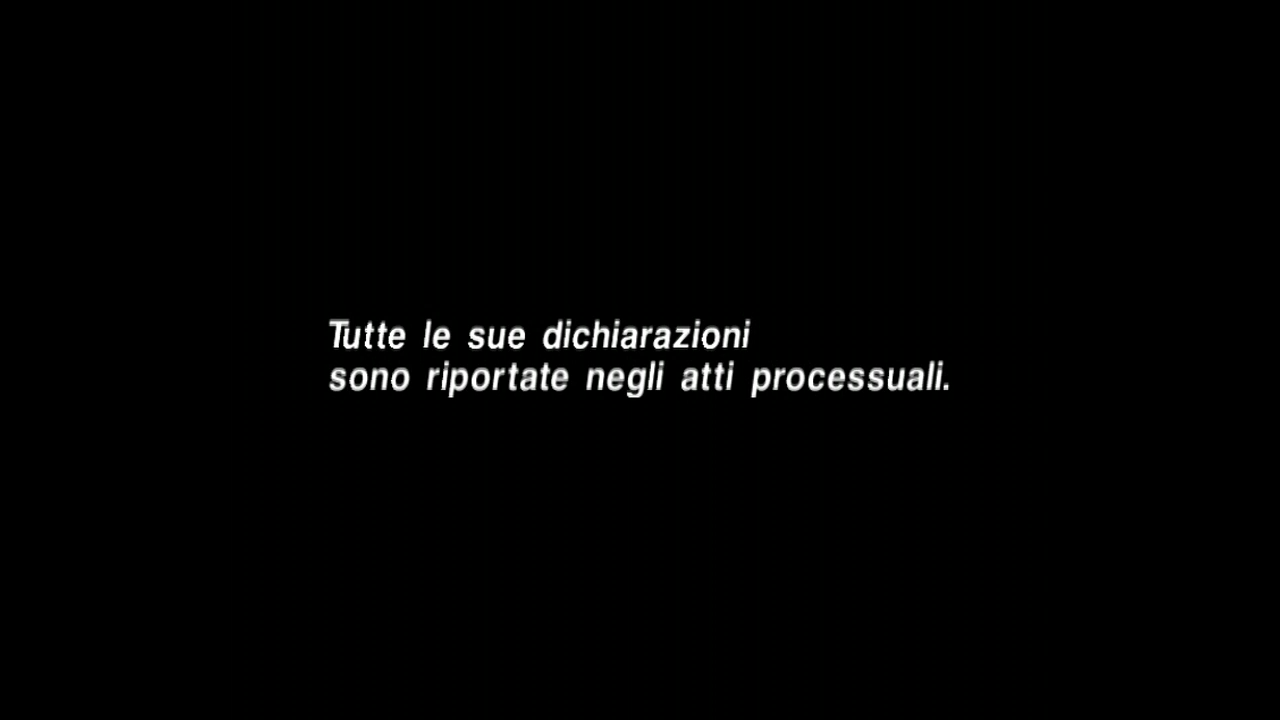 Tutte le sue dichiarazioni
sono riportate negli atti processuali.